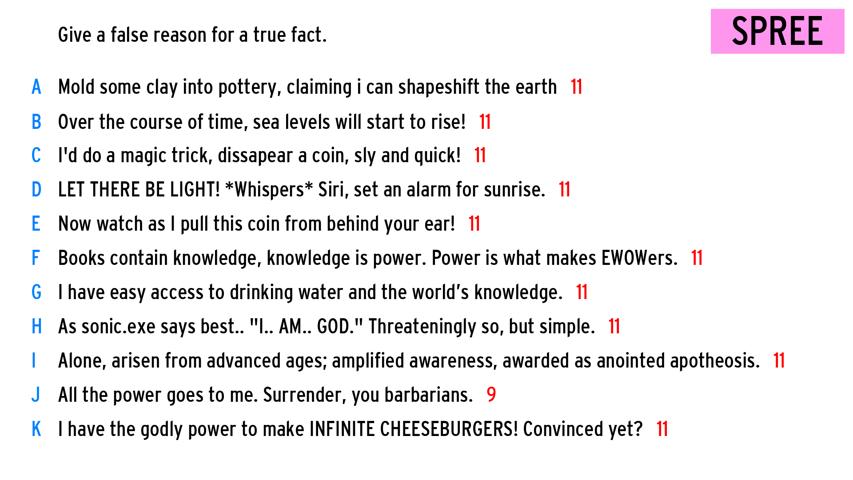 SPREE
Give a false reason for a true fact.
A Mold some clay into pottery, claiming i can shapeshift the earth 11
B Over the course of time, sea levels will start to rise! 11
C I'd do a magic trick, dissapear a coin, sly and quick! 11
D LET THERE BE LIGHT! *Whispers* Siri, set an alarm for sunrise. 11
E Now watch as I pull this coin from behind your ear! 11
F Books contain knowledge, knowledge is power. Power is what makes EWOWers. 11
G I have easy access to drinking water and the world’s knowledge. 11
H As sonic.exe says best.. "I.. AM.. GOD." Threateningly so, but simple. 11
I Alone, arisen from advanced ages; amplified awareness, awarded as anointed apotheosis. 11
J All the power goes to me. Surrender, you barbarians. 9
K I have the godly power to make INFINITE CHEESEBURGERS! Convinced yet? 11